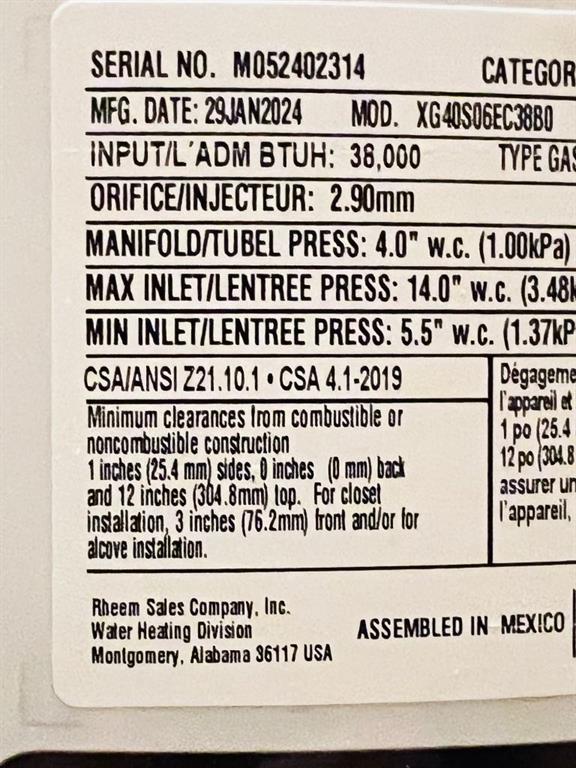 SERIAL NO. M052402314 CATEGOR
MFG. DATE: 29JAN2024 MOD. XG40S06EC38B0
INPUT/L'ADM BTUH: 38,000 TYPE GAS
ORIFICE/INJECTEUR: 2.90mm
MANIFOLD/TUBEL PRESS: 4.0" w.c. (1.00kPa)
MAX INLET/LENTREE PRESS: 14.0" w.c. (3.48k
MIN INLET/LENTREE PRESS: 5.5" w.c. (1.37kP
CSA/ANSI Z21.10.1 • CSA 4.1-2019
Minimum clearances from combustible or
noncombustible construction
1 inches (25.4 mm) sides, 0 inches (0 mm) back
and 12 inches (304.8mm) top. For closet
installation, 3 inches (76.2mm) front and/or for
alcove installation.
Dégageme
l'appareil et
1 po (25.4
12 po (304.8
assurer un
l'appareil,
Rheem Sales Company, Inc.
Water Heating Division
Montgomery, Alabama 36117 USA
ASSEMBLED IN MEXICO